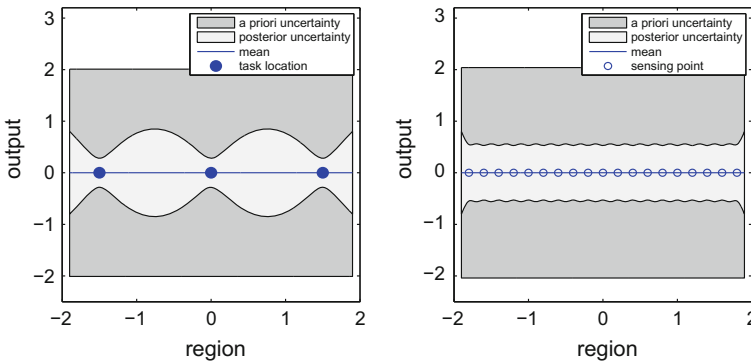 3
2
1
0
−1
−2
output
−2
−1
0
1
2
region
a priori uncertainty
posterior uncertainty
mean
task location
3
2
1
0
−1
−2
output
−2
−1
0
1
2
region
a priori uncertainty
posterior uncertainty
mean
sensing point